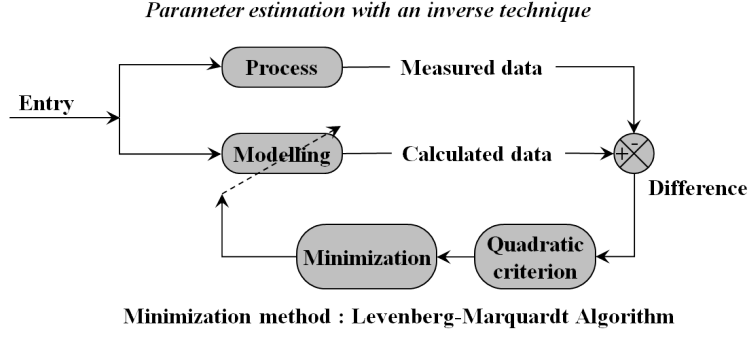 Parameter estimation with an inverse technique
Process
Measured data
Entry
Modelling
Calculated data
+
-
Difference
Minimization
Quadratic
criterion
Minimization method : Levenberg-Marquardt Algorithm